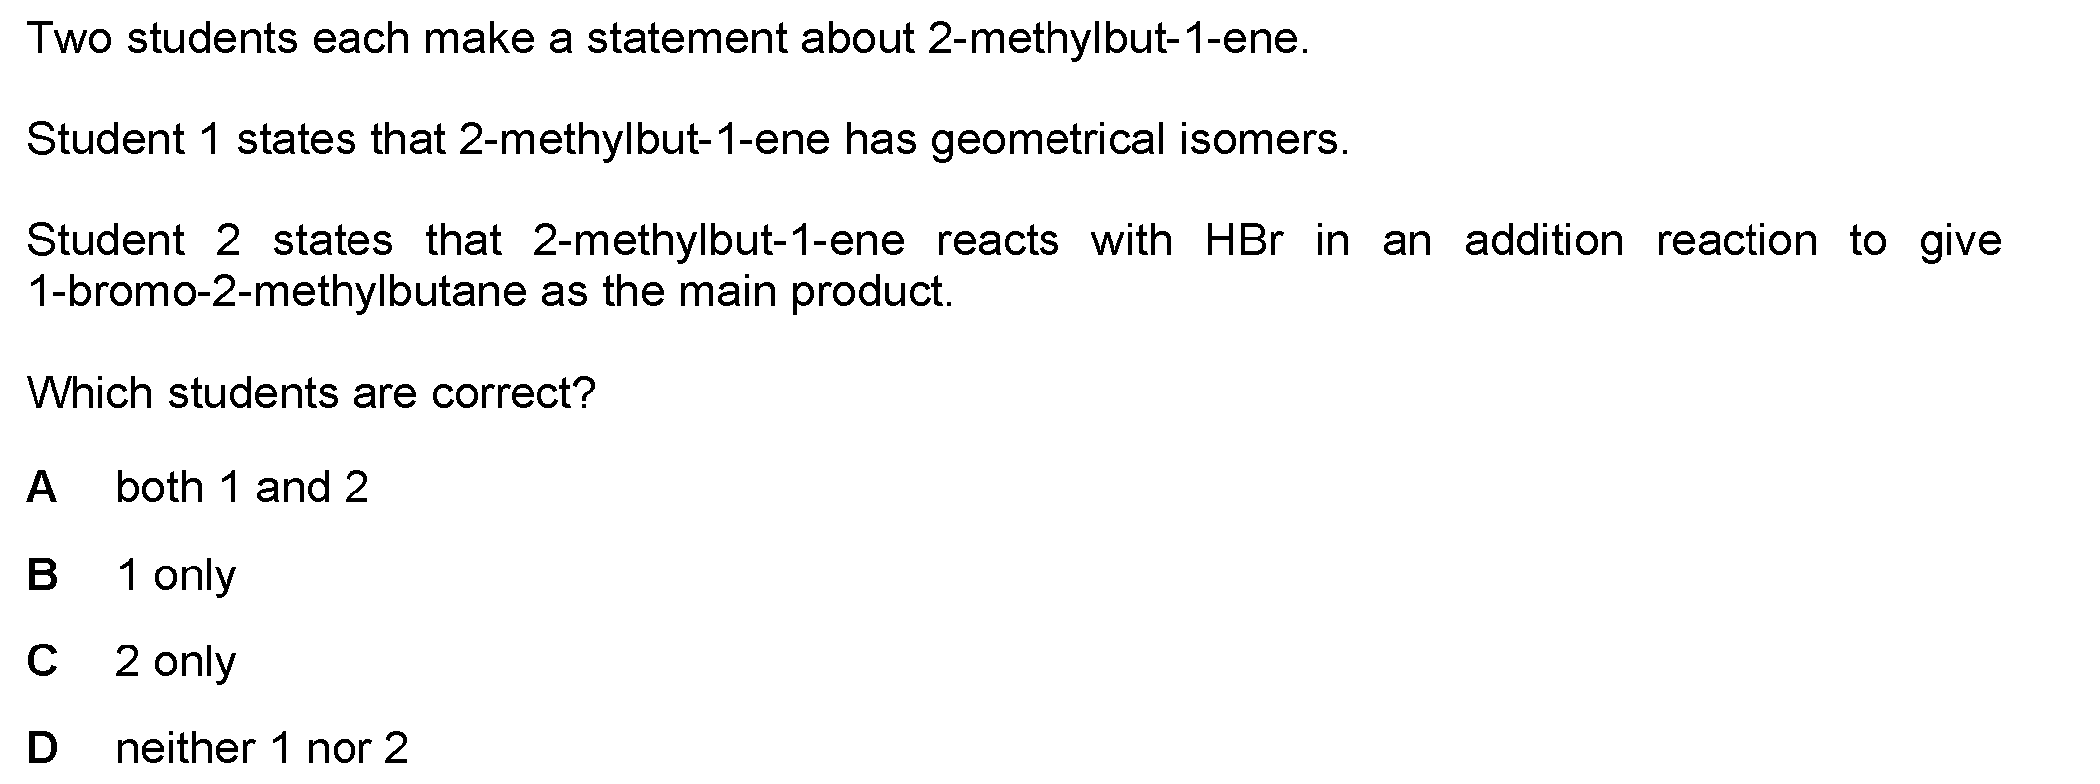 Two students each make a statement about 2-methylbut-1-ene.
Student 1 states that 2-methylbut-1-ene has geometrical isomers.
Student 2 states that 2-methylbut-1-ene reacts with HBr in an addition reaction to give
1-bromo-2-methylbutane as the main product.
Which students are correct?
A both 1 and 2
B 1 only
C 2 only
D neither 1 nor 2